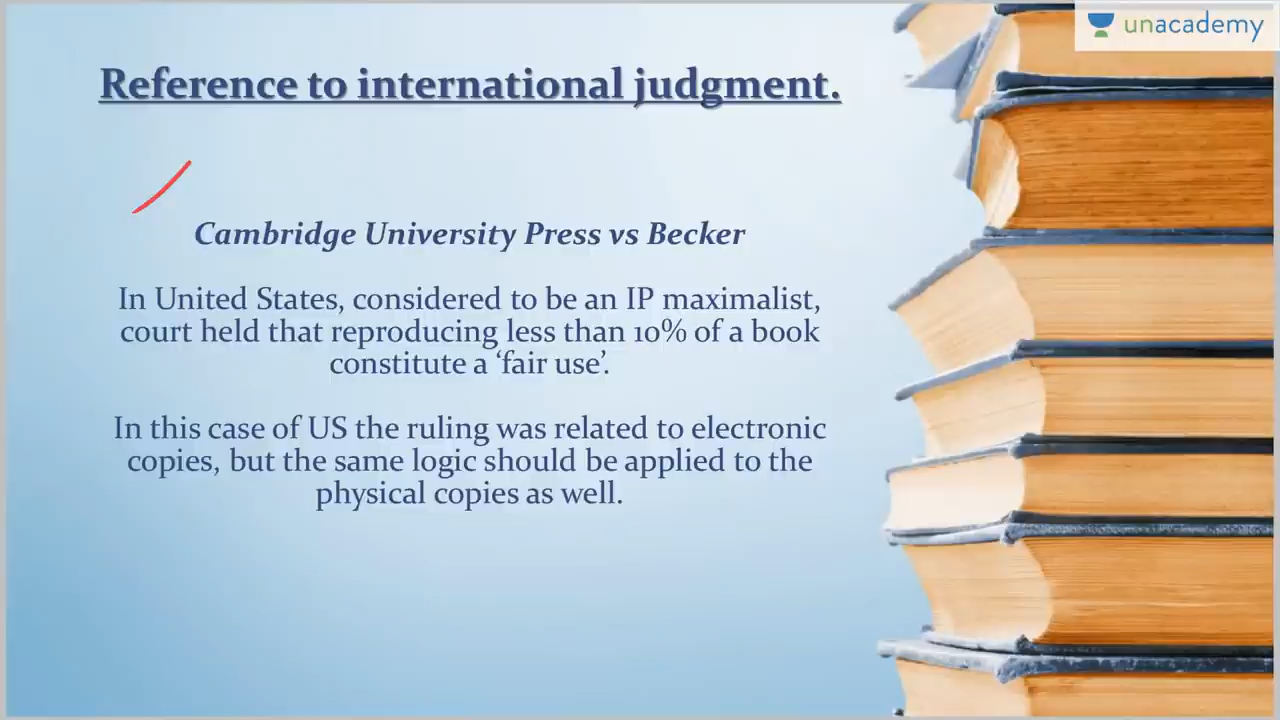 unacademy
Reference to international judgment.
Cambridge University Press vs Becker
In United States, considered to be an IP maximalist,
court held that reproducing less than 10% of a book
constitute a ‘fair use’.
In this case of US the ruling was related to electronic
copies, but the same logic should be applied to the
physical copies as well.